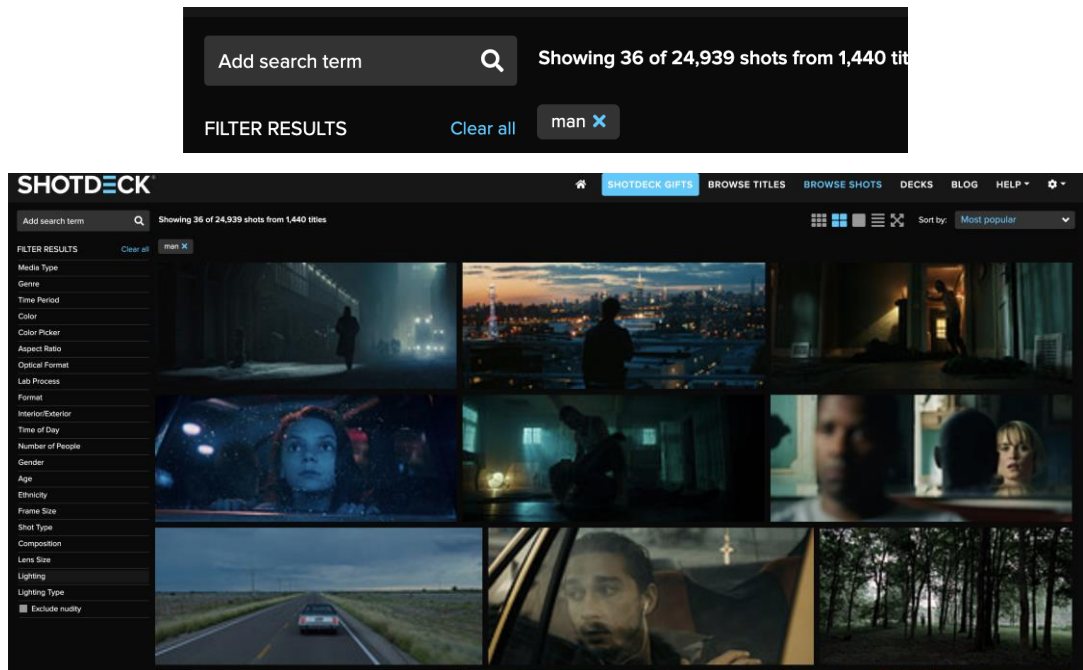 Add search term
Showing 36 of 24,939 shots from 1,440 tit
FILTER RESULTS
Clear all
man ×
SHOTDECK
SHOTDECK GIFTS
BROWSE TITLES
BROWSE SHOTS
DECKS
BLOG
HELP
Add search term
Showing 36 of 24,939 shots from 1,440 titles
Sort by:
Most popular
FILTER RESULTS
Clear all
man ×
Media Type
Genre
Time Period
Color
Color Picker
Aspect Ratio
Optical Format
Lab Process
Format
Interior/Exterior
Time of Day
Number of People
Gender
Age
Ethnicity
Frame Size
Shot Type
Composition
Lens Size
Lighting
Lighting Type
Exclude nudity